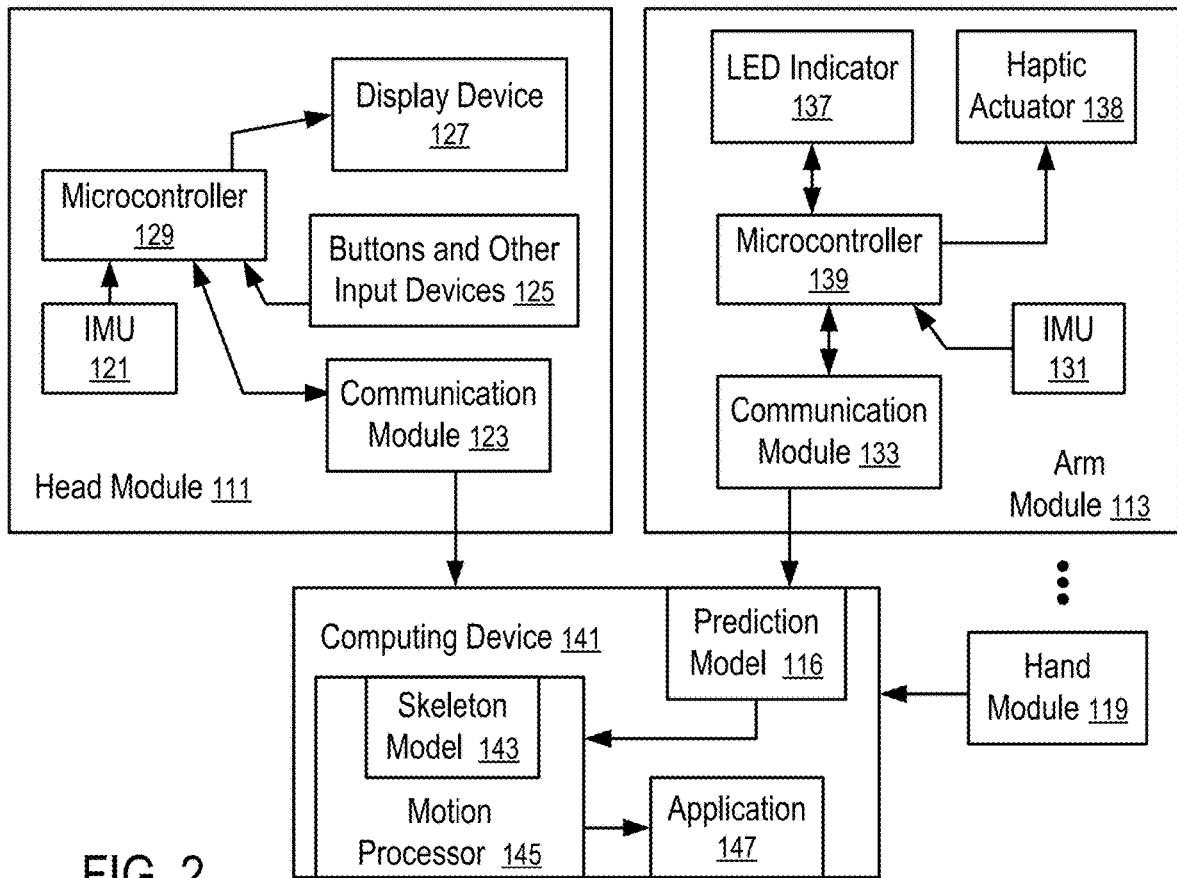 Display Device
127
Microcontroller
129
Buttons and Other
Input Devices 125
IMU
121
Communication
Module 123
Head Module 111
LED Indicator
137
Haptic
Actuator 138
Microcontroller
139
IMU
131
Communication
Module 133
Arm
Module 113
Computing Device 141
Prediction
Model 116
Skeleton
Model 143
Motion
Processor 145
Application
147
Hand
Module 119
FIG. 2